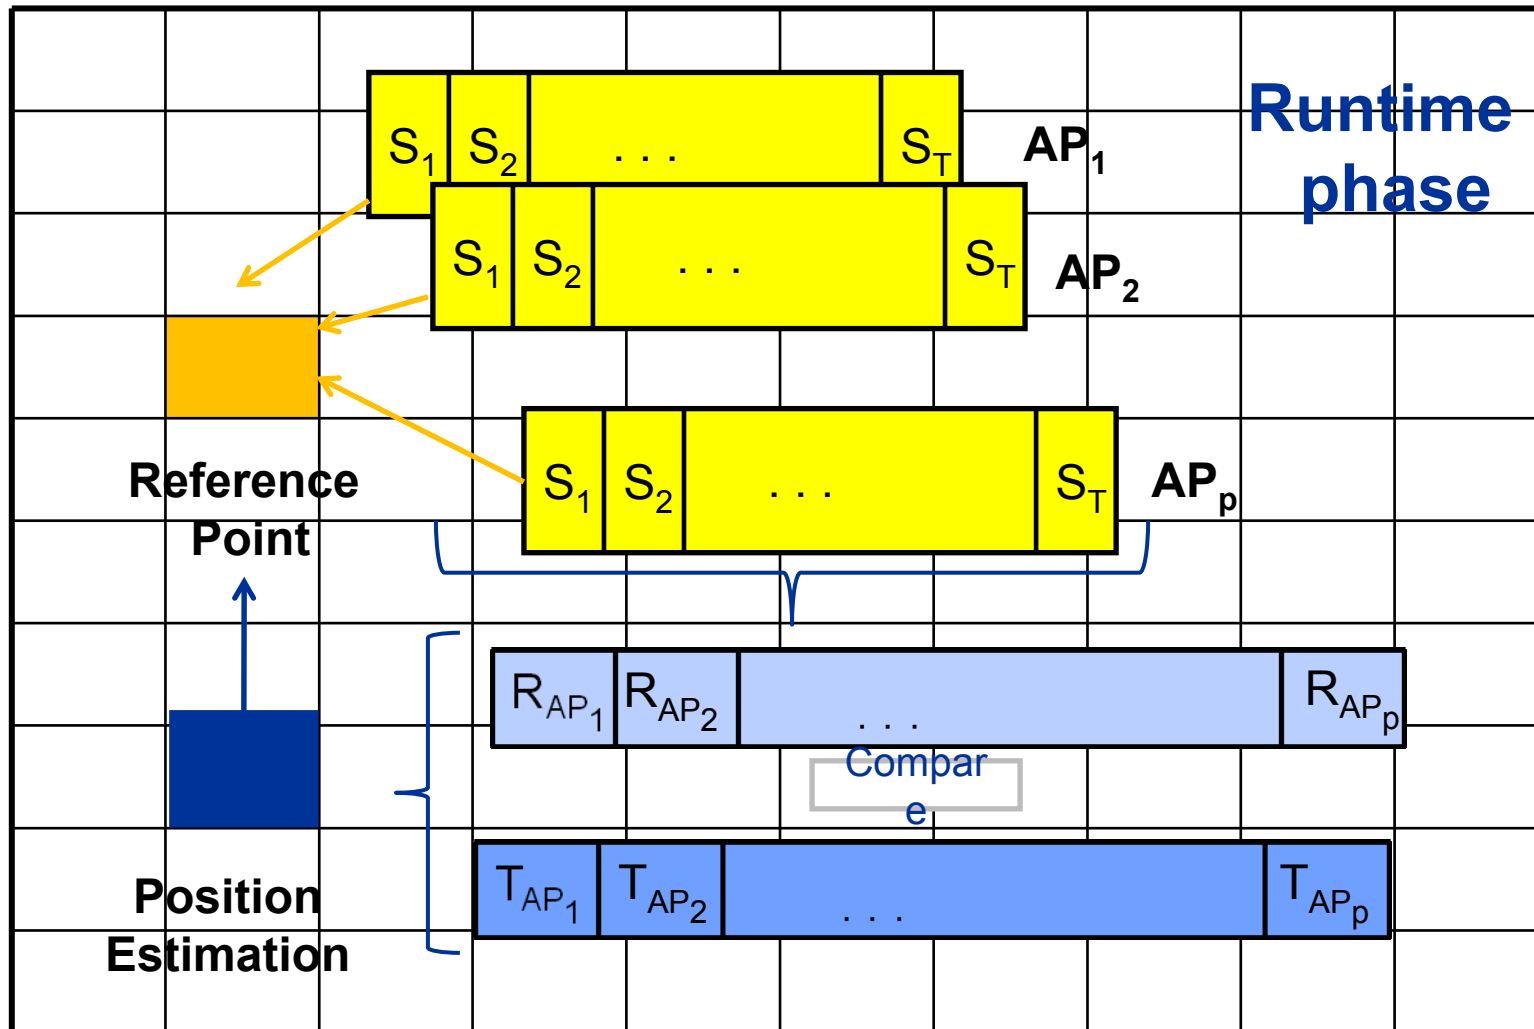 Runtime
phase
S1 S2 . . . ST AP1
S1 S2 . . . ST AP2
S1 S2 . . . ST APp
Reference
Point
RAP1 RAP2 . . . RAPp
Compar
e
TAP1 TAP2 . . . TAPp
Position
Estimation